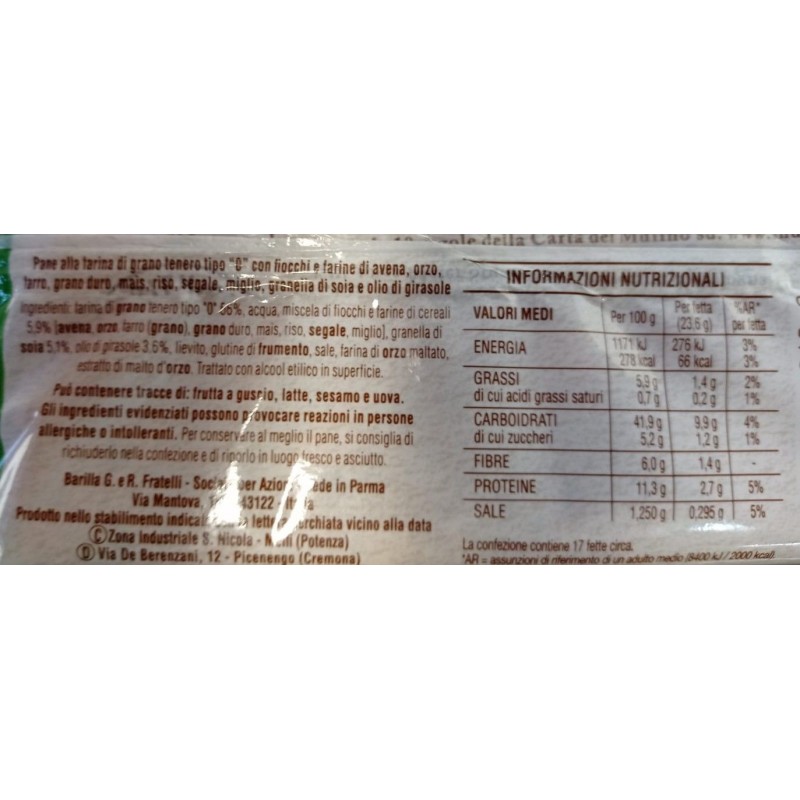 della Carta del Mulino su:
Pane alla farina di grano tenero tipo "0" con fiocchi e farine di avena, orzo,
farro, grano duro, mais, riso, segale, miglio, granella di soia e olio di girasole
Ingredienti: farina di grano tenero tipo "0" 56%, acqua, miscela di fiocchi e farine di cereali
5,9% [avena, orzo, farro (grano), grano duro, mais, riso, segale, miglio], granella di
soia 5,1%, olio di girasole 3,6%, lievito, glutine di frumento, sale, farina di orzo maltato,
estratto di malto d'orzo. Trattato con alcool etilico in superficie.
Può contenere tracce di: frutta a guscio, latte, sesamo e uova.
Gli ingredienti evidenziati possono provocare reazioni in persone
allergiche o intolleranti. Per conservare al meglio il pane, si consiglia di
richiuderlo nella confezione e di riporlo in luogo fresco e asciutto.
Barilla G. e R. Fratelli - Società per Azioni Sede in Parma
Via Mantova, 43122 - Italia
Prodotto nello stabilimento indicato dalla lettera cerchiata vicino alla data
Ⓒ Zona Industriale S. Nicola - Melfi (Potenza)
Ⓓ Via De Berenzani, 12 - Picenengo (Cremona)
INFORMAZIONI NUTRIZIONALI
VALORI MEDI Per 100 g Per fetta (23,6 g) %AR* per fetta
ENERGIA 1171 kJ 276 kJ 3%
278 kcal 66 kcal 3%
GRASSI 5,9 g 1,4 g 2%
di cui acidi grassi saturi 0,7 g 0,2 g 1%
CARBOIDRATI 41,9 g 9,9 g 4%
di cui zuccheri 5,2 g 1,2 g 1%
FIBRE 6,0 g 1,4 g -
PROTEINE 11,3 g 2,7 g 5%
SALE 1,250 g 0,295 g 5%
La confezione contiene 17 fette circa.
*AR = assunzioni di riferimento di un adulto medio (8400 kJ / 2000 kcal).